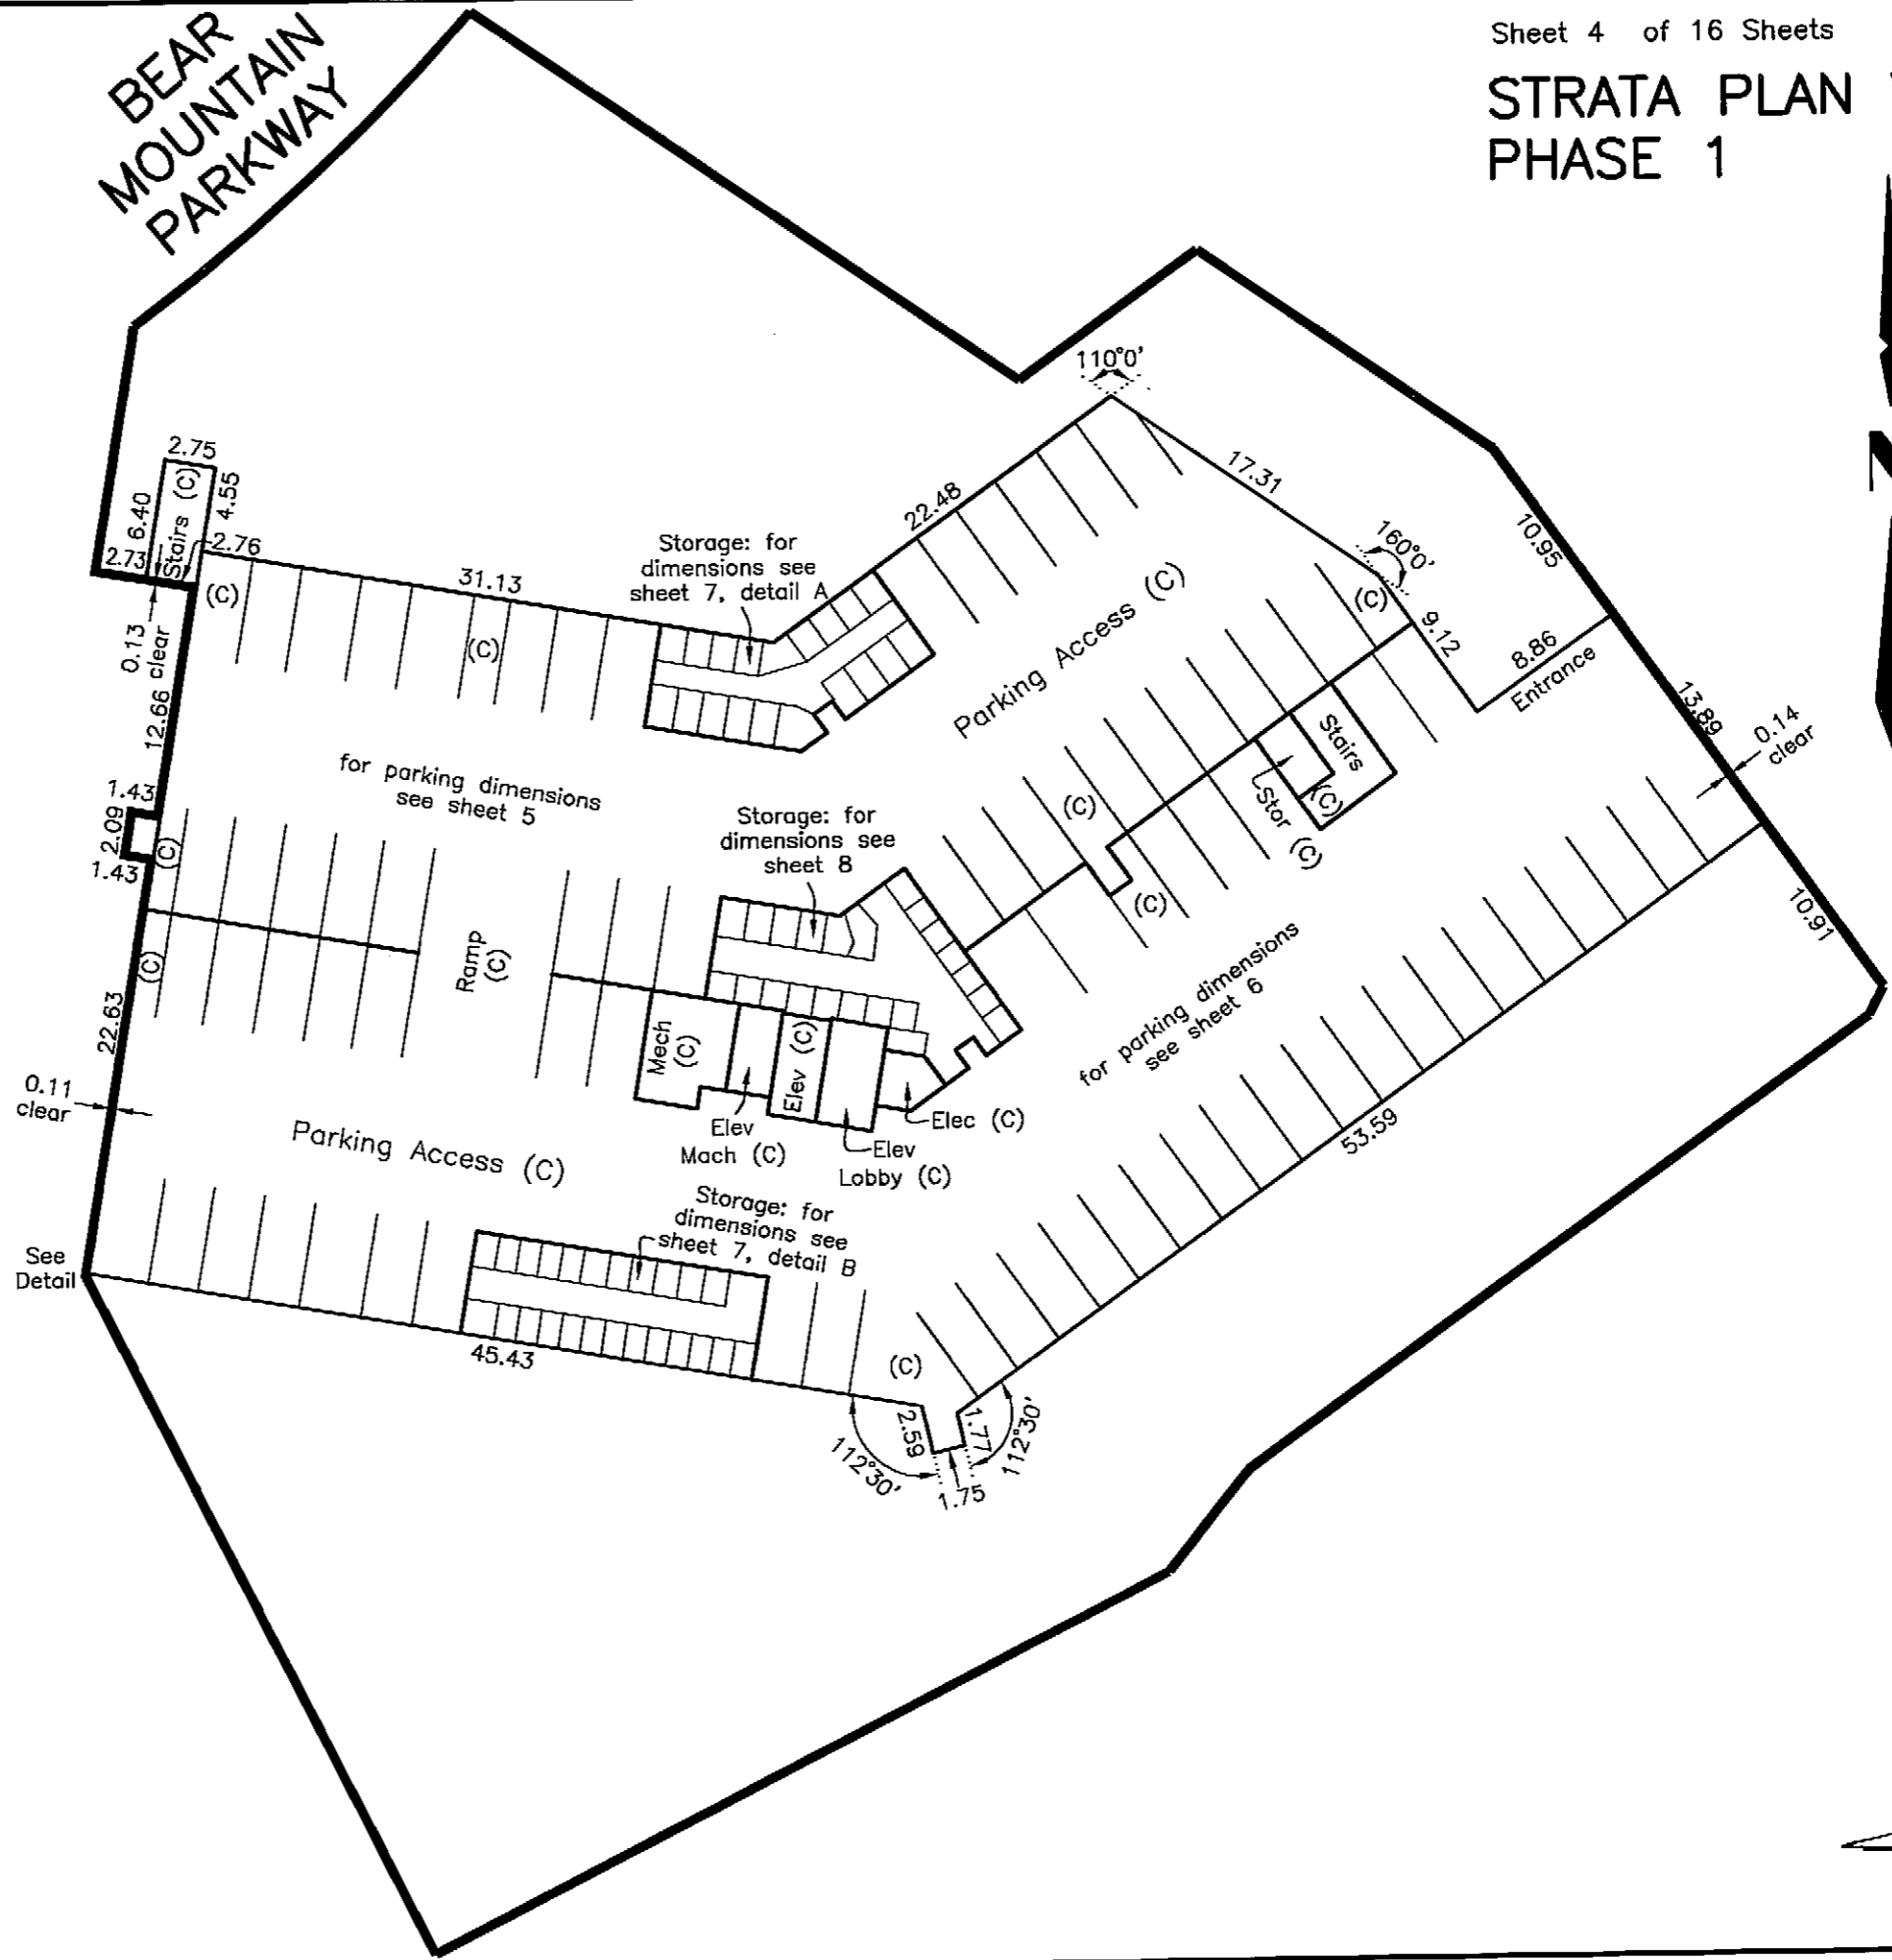 Sheet 4 of 16 Sheets
STRATA PLAN
PHASE 1
BEAR
MOUNTAIN
PARKWAY
110°0'
2.75
Stairs (C)
6.40
4.55
2.73
2.76
(C)
31.13
(C)
0.13
clear
12.66
Storage: for
dimensions see
sheet 7, detail A
22.48
17.31
160°0'
(C)
10.95
9.12
8.86
Entrance
13.89
0.14
clear
Parking Access (C)
for parking dimensions
see sheet 5
1.43
2.09
1.43
(C)
(C)
22.63
Storage: for
dimensions see
sheet 8
Stairs
(C)
Stor (C)
(C)
(C)
10.91
Ramp
(C)
Mech
(C)
Elev (C)
Elev
Mach (C)
Elev
Lobby (C)
Elec (C)
for parking dimensions
see sheet 6
0.11
clear
Parking Access (C)
53.59
Storage: for
dimensions see
sheet 7, detail B
See
Detail
45.43
(C)
2.59
1.77
112°30'
112°30'
1.75